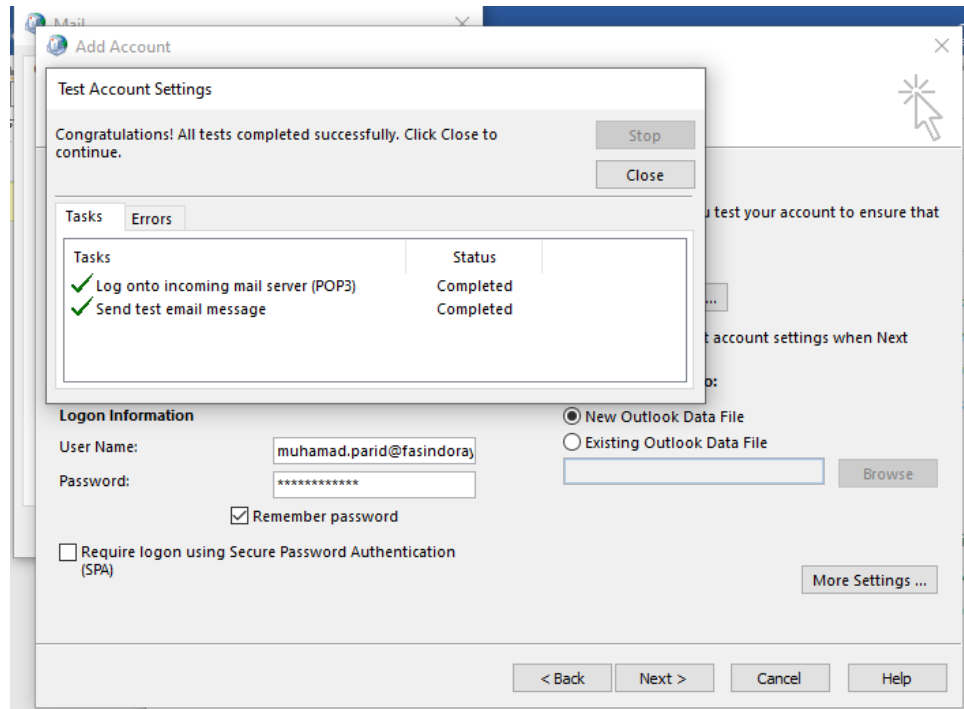 Mail
Add Account
Test Account Settings
Congratulations! All tests completed successfully. Click Close to
continue.
Stop
Close
Tasks
Errors
Tasks Status
Log onto incoming mail server (POP3) Completed
Send test email message Completed
test your account to ensure that
...
account settings when Next
Logon Information
New Outlook Data File
User Name:
muhamad.parid@fasindoray
Existing Outlook Data File
Password:
************
Browse
Remember password
Require logon using Secure Password Authentication
(SPA)
More Settings ...
< Back
Next >
Cancel
Help